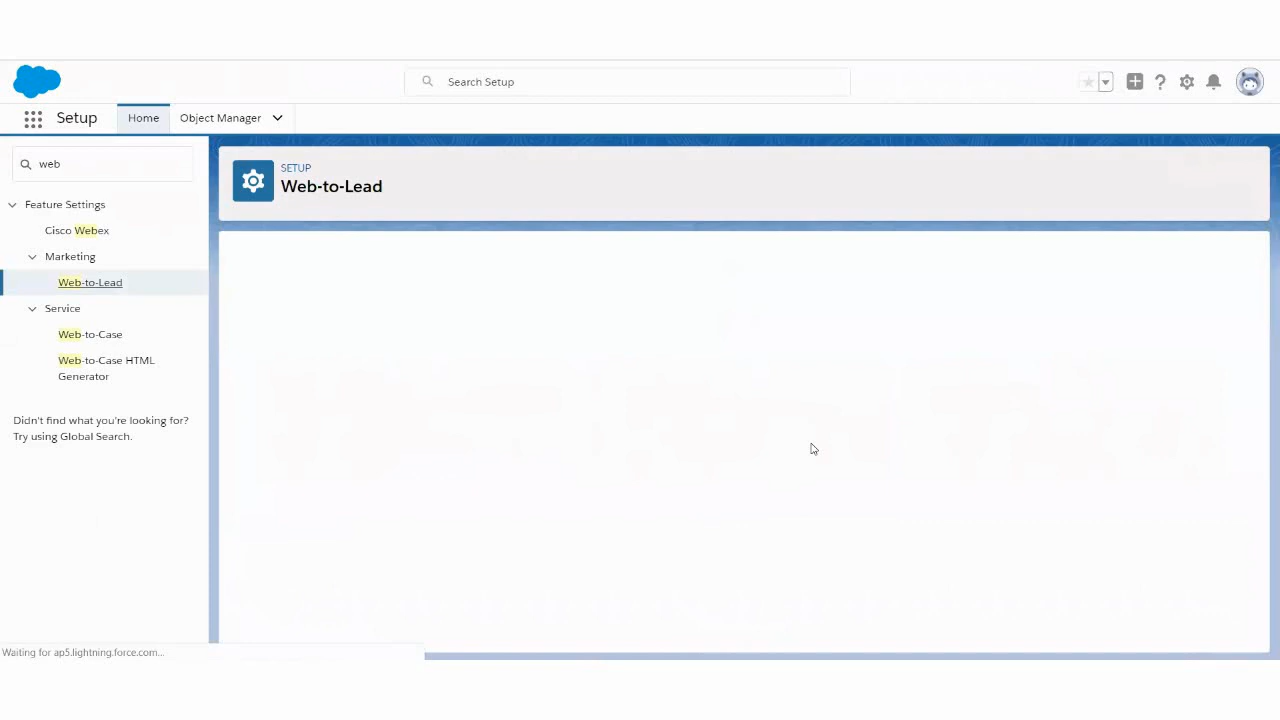 Search Setup
Setup
Home
Object Manager
web
Feature Settings
Cisco Webex
Marketing
Web-to-Lead
Service
Web-to-Case
Web-to-Case HTML
Generator
Didn't find what you're looking for?
Try using Global Search.
SETUP
Web-to-Lead
Waiting for ap5.lightning.force.com...